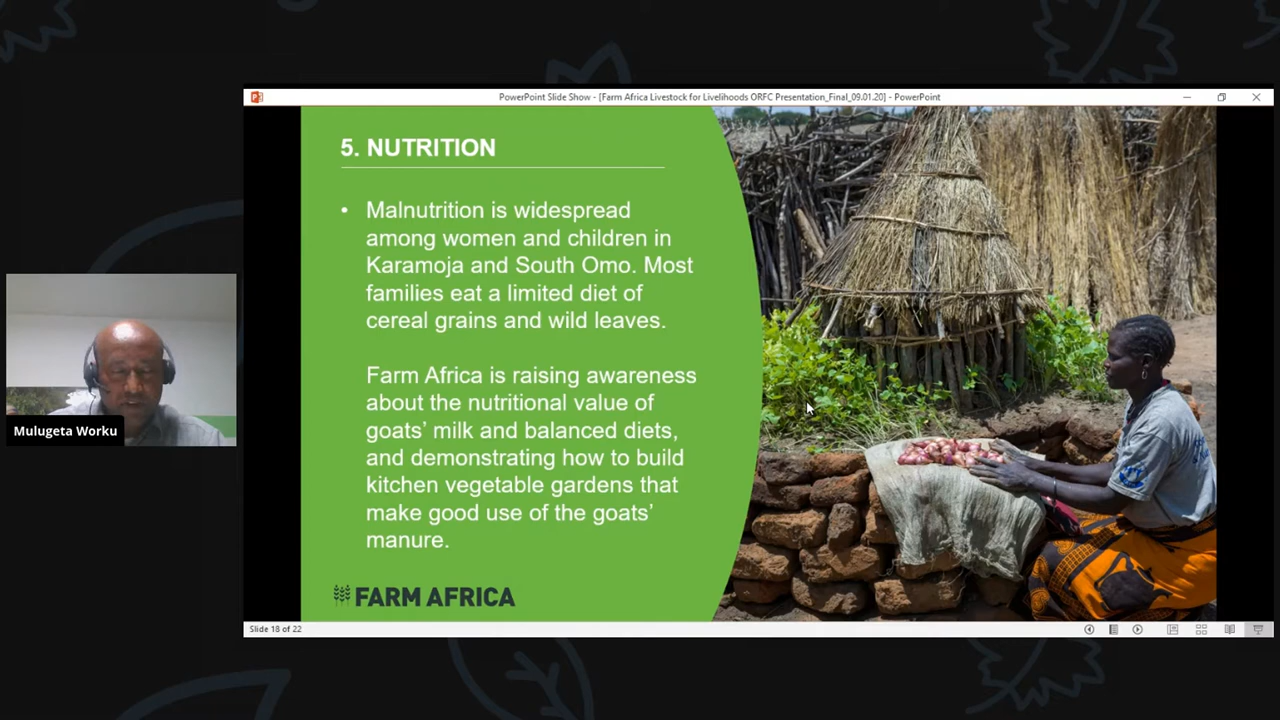 PowerPoint Slide Show - [Farm Africa Livestock for Livelihoods ORFC Presentation_Final_09.01.20] - PowerPoint
5. NUTRITION
• Malnutrition is widespread
among women and children in
Karamoja and South Omo. Most
families eat a limited diet of
cereal grains and wild leaves.
Farm Africa is raising awareness
about the nutritional value of
goats’ milk and balanced diets,
and demonstrating how to build
kitchen vegetable gardens that
make good use of the goats’
manure.
FARM AFRICA
Slide 18 of 22
Mulugeta Worku